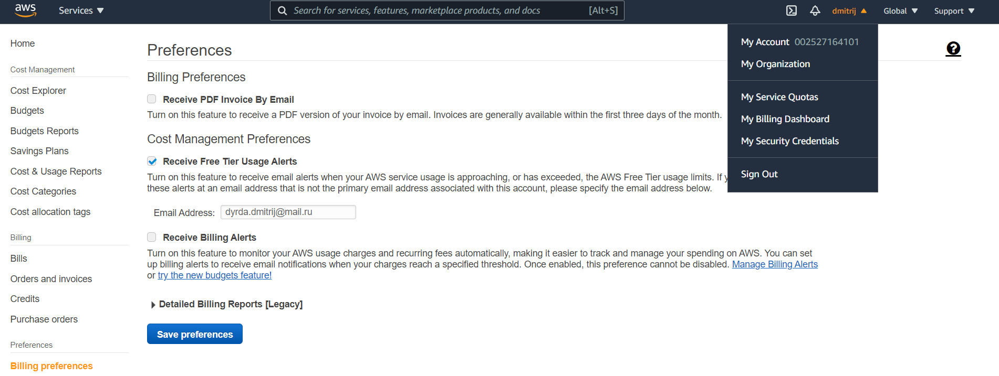 aws
Services
Search for services, features, marketplace products, and docs [Alt+S]
dmitrij
Global
Support
My Account 002527164101
My Organization
My Service Quotas
My Billing Dashboard
My Security Credentials
Sign Out
Home
Cost Management
Cost Explorer
Budgets
Budgets Reports
Savings Plans
Cost & Usage Reports
Cost Categories
Cost allocation tags
Billing
Bills
Orders and invoices
Credits
Purchase orders
Preferences
Billing preferences
Preferences
?
Billing Preferences
Receive PDF Invoice By Email
Turn on this feature to receive a PDF version of your invoice by email. Invoices are generally available within the first three days of the month.
Cost Management Preferences
Receive Free Tier Usage Alerts
Turn on this feature to receive email alerts when your AWS service usage is approaching, or has exceeded, the AWS Free Tier usage limits. If
these alerts at an email address that is not the primary email address associated with this account, please specify the email address below.
Email Address: dyrda.dmitrij@mail.ru
Receive Billing Alerts
Turn on this feature to monitor your AWS usage charges and recurring fees automatically, making it easier to track and manage your spending on AWS. You can set
up billing alerts to receive email notifications when your charges reach a specified threshold. Once enabled, this preference cannot be disabled. Manage Billing Alerts
or try the new budgets feature!
Detailed Billing Reports [Legacy]
Save preferences